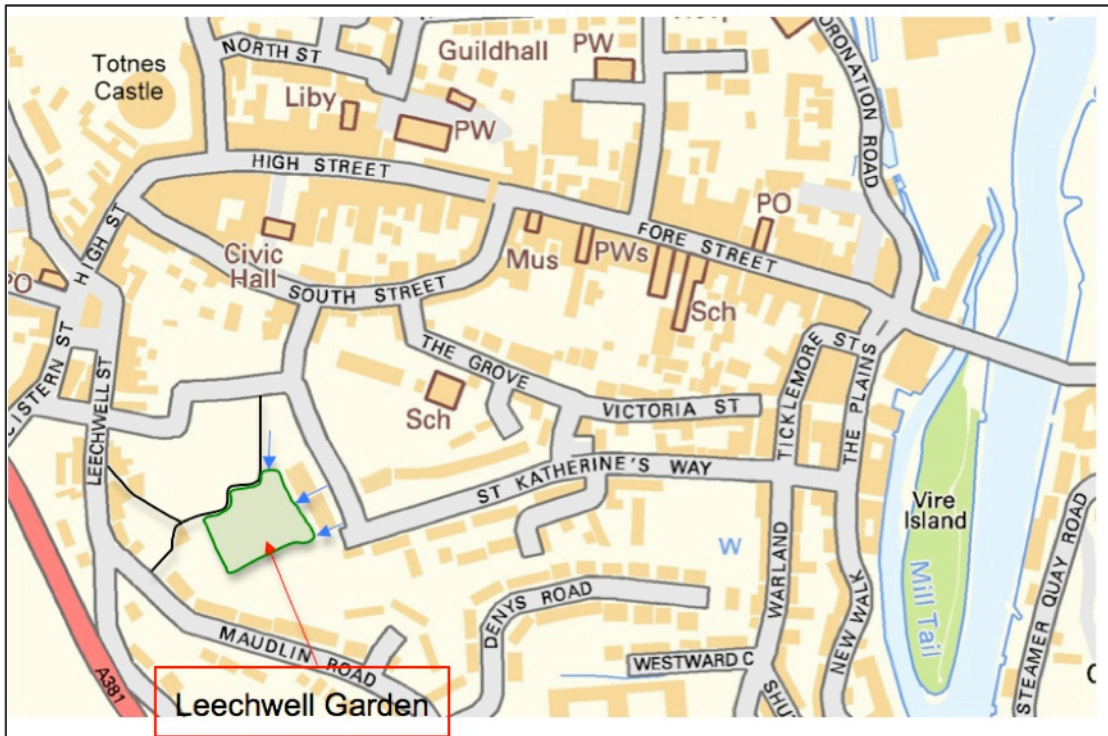 NORTH ST
Guildhall
PW
CORONATION ROAD
Totnes
Castle
Liby
PW
HIGH STREET
HIGH ST
PO
Civic
Hall
SOUTH STREET
Mus
PWs
FORE STREET
PO
Sch
THE GROVE
Sch
VICTORIA ST
TICKLEMORE ST
THE PLAINS
CISTERN ST
LEECHWELL ST
ST KATHERINE'S WAY
W
Vire
Island
Mill Tail
STEAMER QUAY ROAD
WARLAND
NEW WALK
DENYS ROAD
WESTWARD C
MAUDLIN ROAD
A381
Leechwell Garden